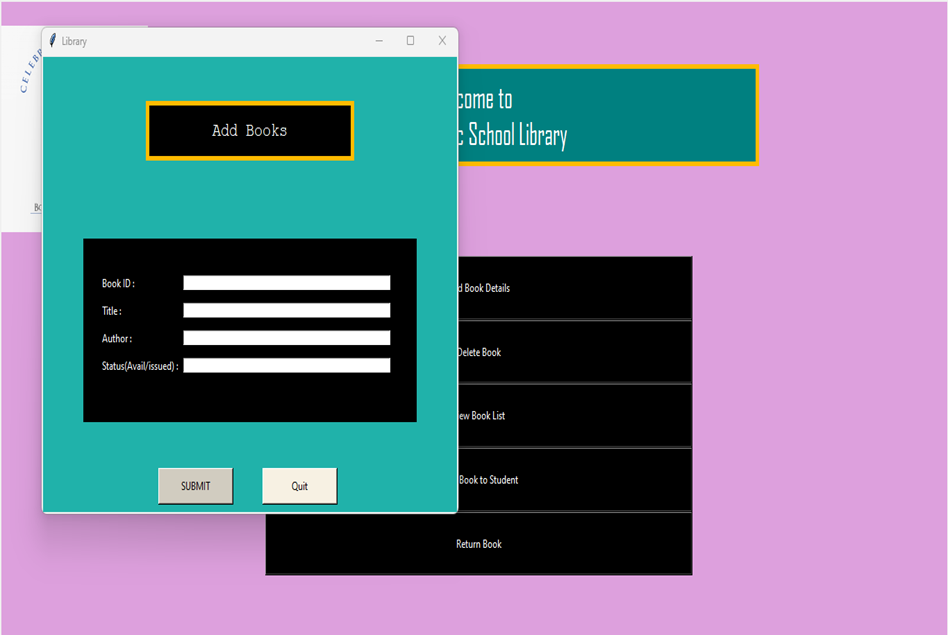 Library
CELEBR
Add Books
come to
c School Library
Book ID :
Title :
Author :
Status(Avail/issued) :
SUBMIT
Quit
d Book Details
Delete Book
ew Book List
Book to Student
Return Book